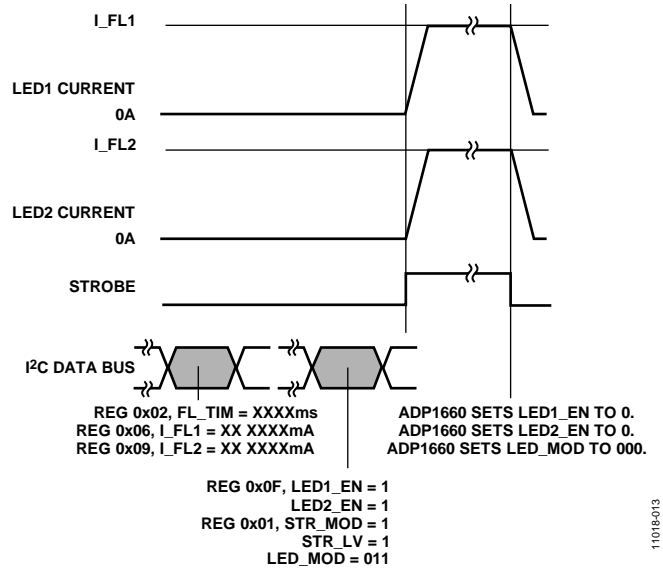 I_FL1
LED1 CURRENT
0A
I_FL2
LED2 CURRENT
0A
STROBE
I2C DATA BUS
REG 0x02, FL_TIM = XXXXms
REG 0x06, I_FL1 = XX XXXXmA
REG 0x09, I_FL2 = XX XXXXmA
ADP1660 SETS LED1_EN TO 0.
ADP1660 SETS LED2_EN TO 0.
ADP1660 SETS LED_MOD TO 000.
REG 0x0F, LED1_EN = 1
LED2_EN = 1
REG 0x01, STR_MOD = 1
STR_LV = 1
LED_MOD = 011
11018-013